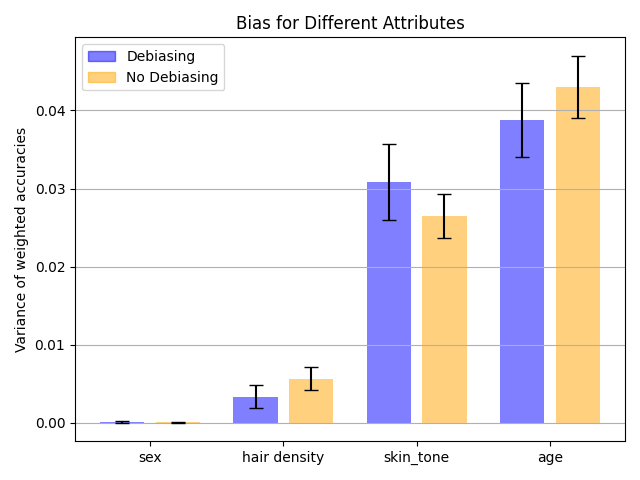 Bias for Different Attributes
Debiasing
No Debiasing
Variance of weighted accuracies
0.04
0.03
0.02
0.01
0.00
sex
hair density
skin_tone
age